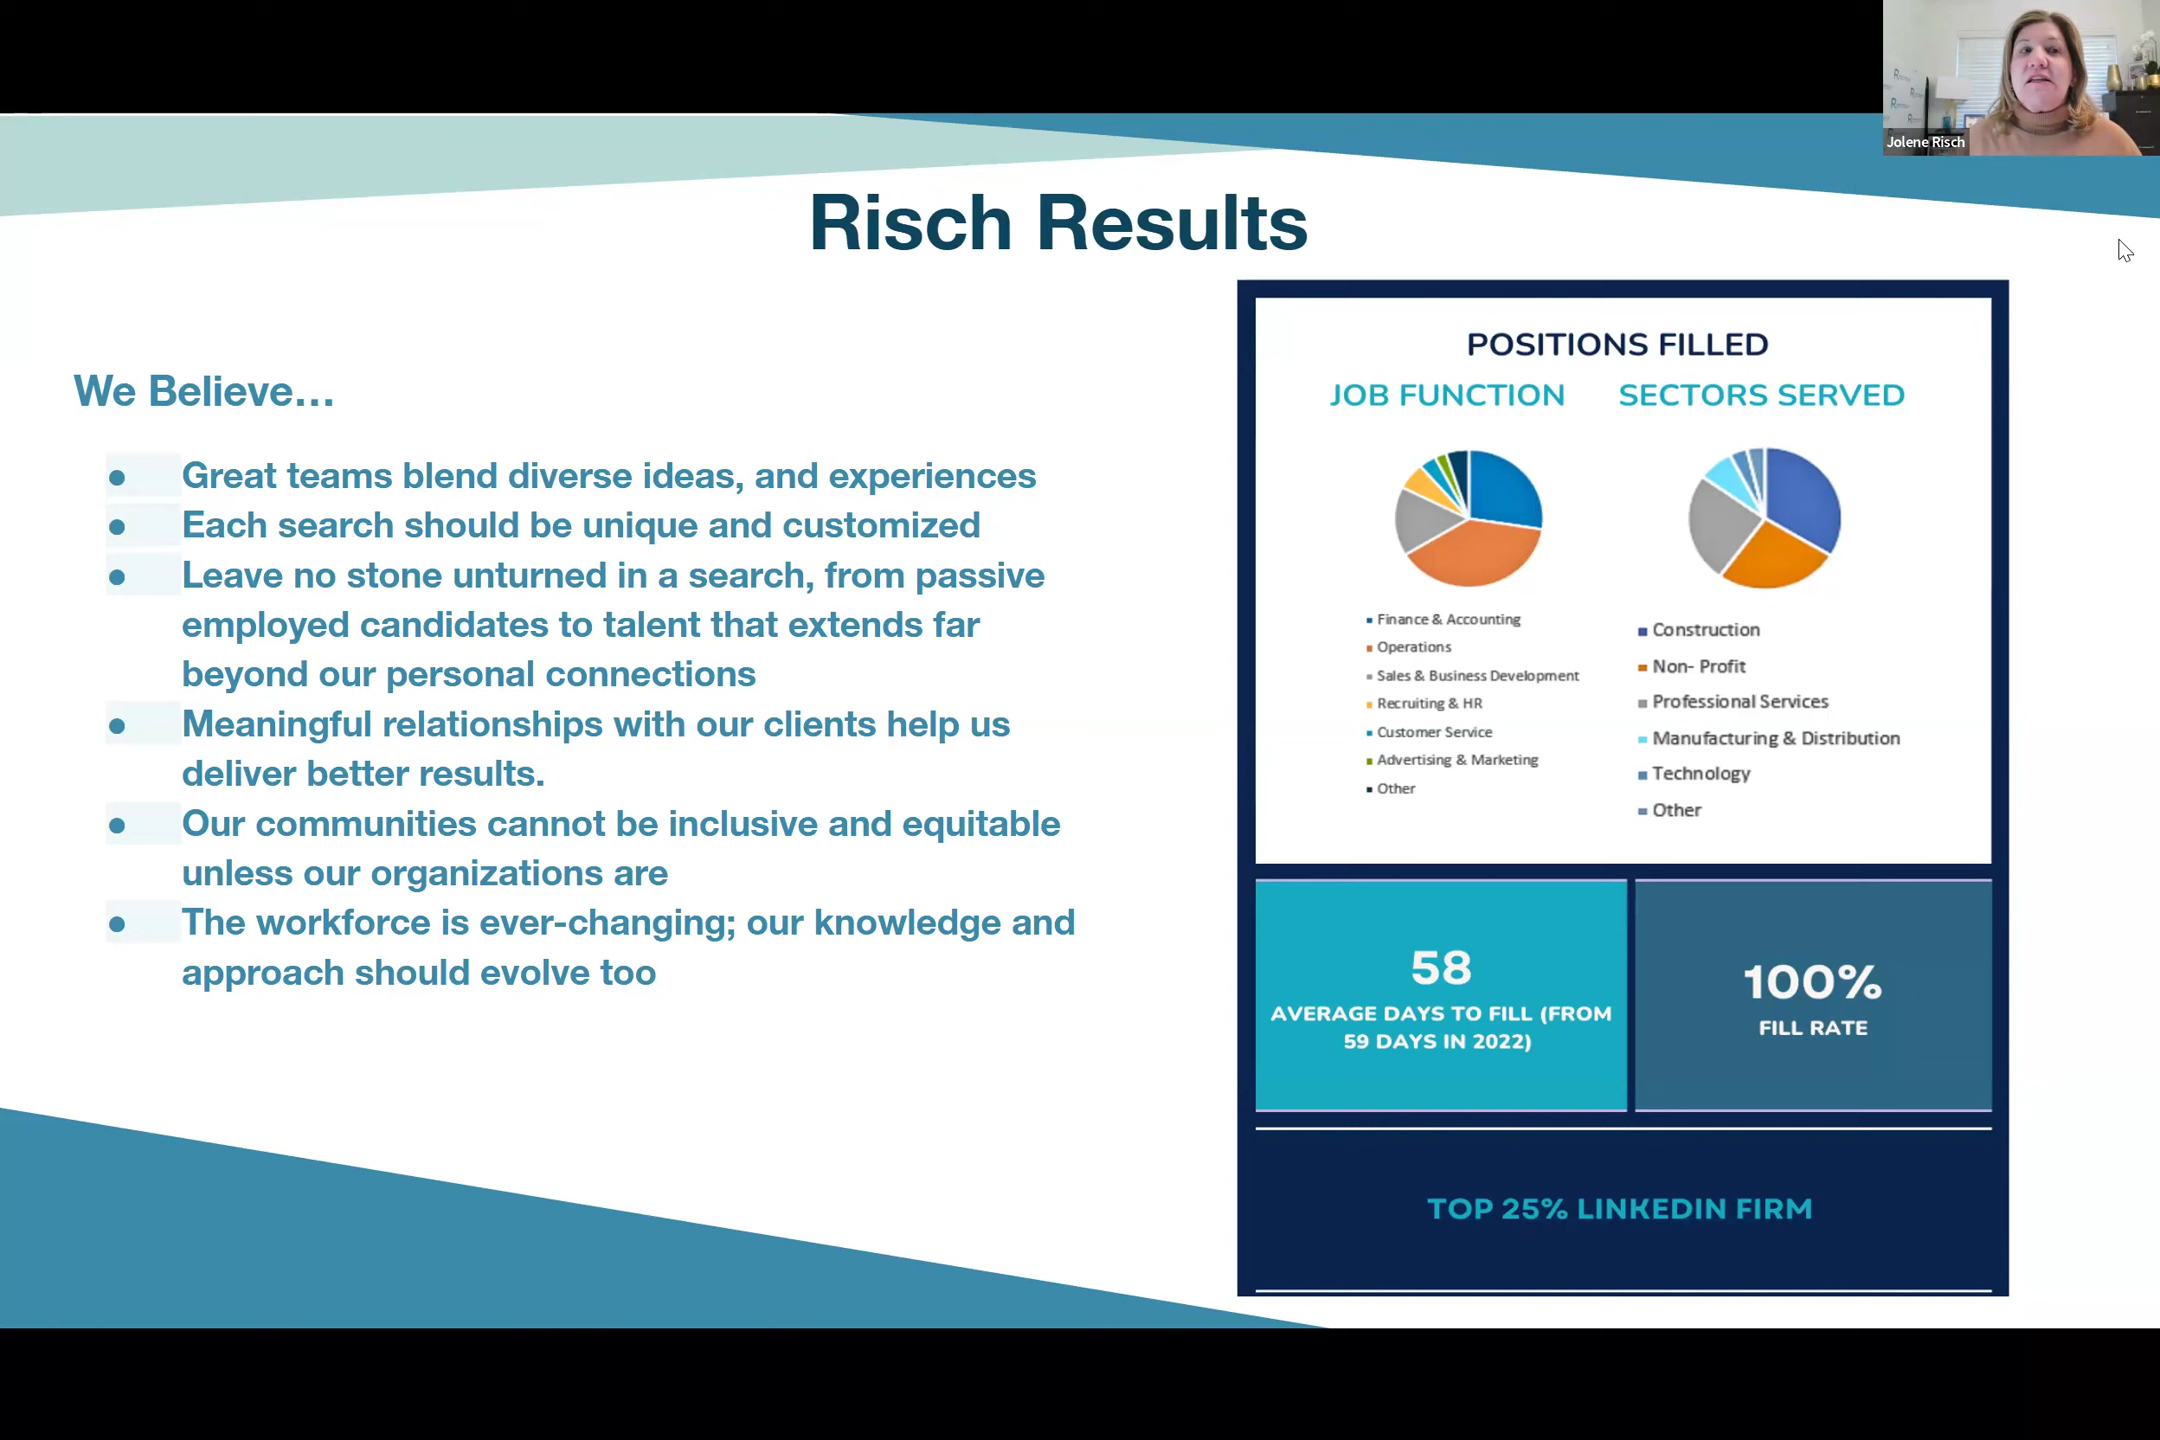 Jolene Risch
Risch Results
We Believe…
● Great teams blend diverse ideas, and experiences
● Each search should be unique and customized
● Leave no stone unturned in a search, from passive
employed candidates to talent that extends far
beyond our personal connections
● Meaningful relationships with our clients help us
deliver better results.
● Our communities cannot be inclusive and equitable
unless our organizations are
● The workforce is ever-changing; our knowledge and
approach should evolve too
POSITIONS FILLED
JOB FUNCTION
Finance & Accounting
Operations
Sales & Business Development
Recruiting & HR
Customer Service
Advertising & Marketing
Other
SECTORS SERVED
Construction
Non- Profit
Professional Services
Manufacturing & Distribution
Technology
Other
58
AVERAGE DAYS TO FILL (FROM
59 DAYS IN 2022)
100%
FILL RATE
TOP 25% LINKEDIN FIRM